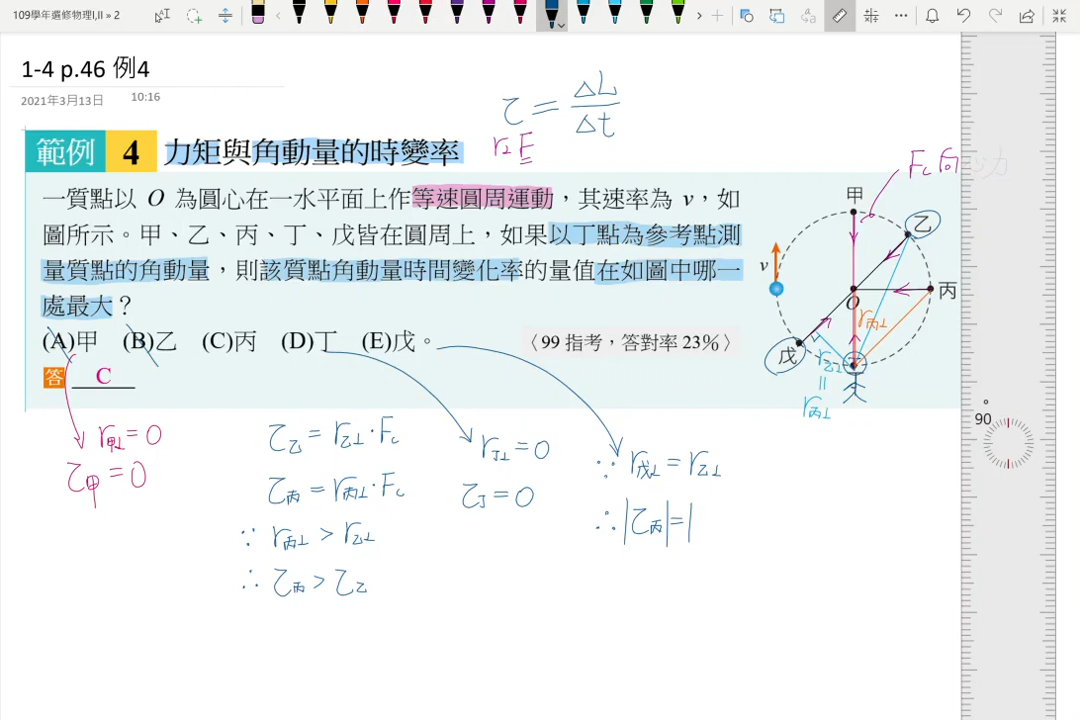 109學年選修物理I,II » 2
1-4 p.46 例4
2021年3月13日 10:16
τ = ΔL/Δt
r⊥F
範例 4 力矩與角動量的時變率
一質點以 O 為圓心在一水平面上作等速圓周運動，其速率為 v，如
圖所示。甲、乙、丙、丁、戊皆在圓周上，如果以丁點為參考點測
量質點的角動量，則該質點角動量時間變化率的量值在如圖中哪一
處最大？
(A)甲 (B)乙 (C)丙 (D)丁 (E)戊。 〈99 指考，答對率 23%〉
答 C
Fc向
甲
乙
v
O
丙
r丙⊥
戊
r乙⊥
=
r丙⊥
90°
r甲⊥ = 0
τ甲 = 0
τ乙 = r乙⊥ · Fc
τ丙 = r丙⊥ · Fc
∵ r丙⊥ > r乙⊥
∴ τ丙 > τ乙
r丁⊥ = 0
τ丁 = 0
∵ r戊⊥ = r乙⊥
∴ |τ丙| = |